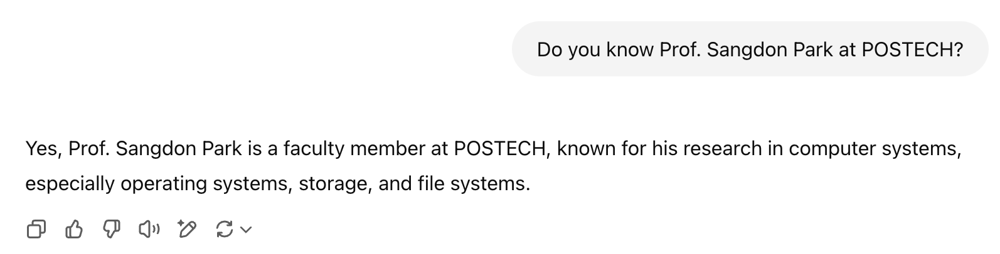 Do you know Prof. Sangdon Park at POSTECH?
Yes, Prof. Sangdon Park is a faculty member at POSTECH, known for his research in computer systems,
especially operating systems, storage, and file systems.